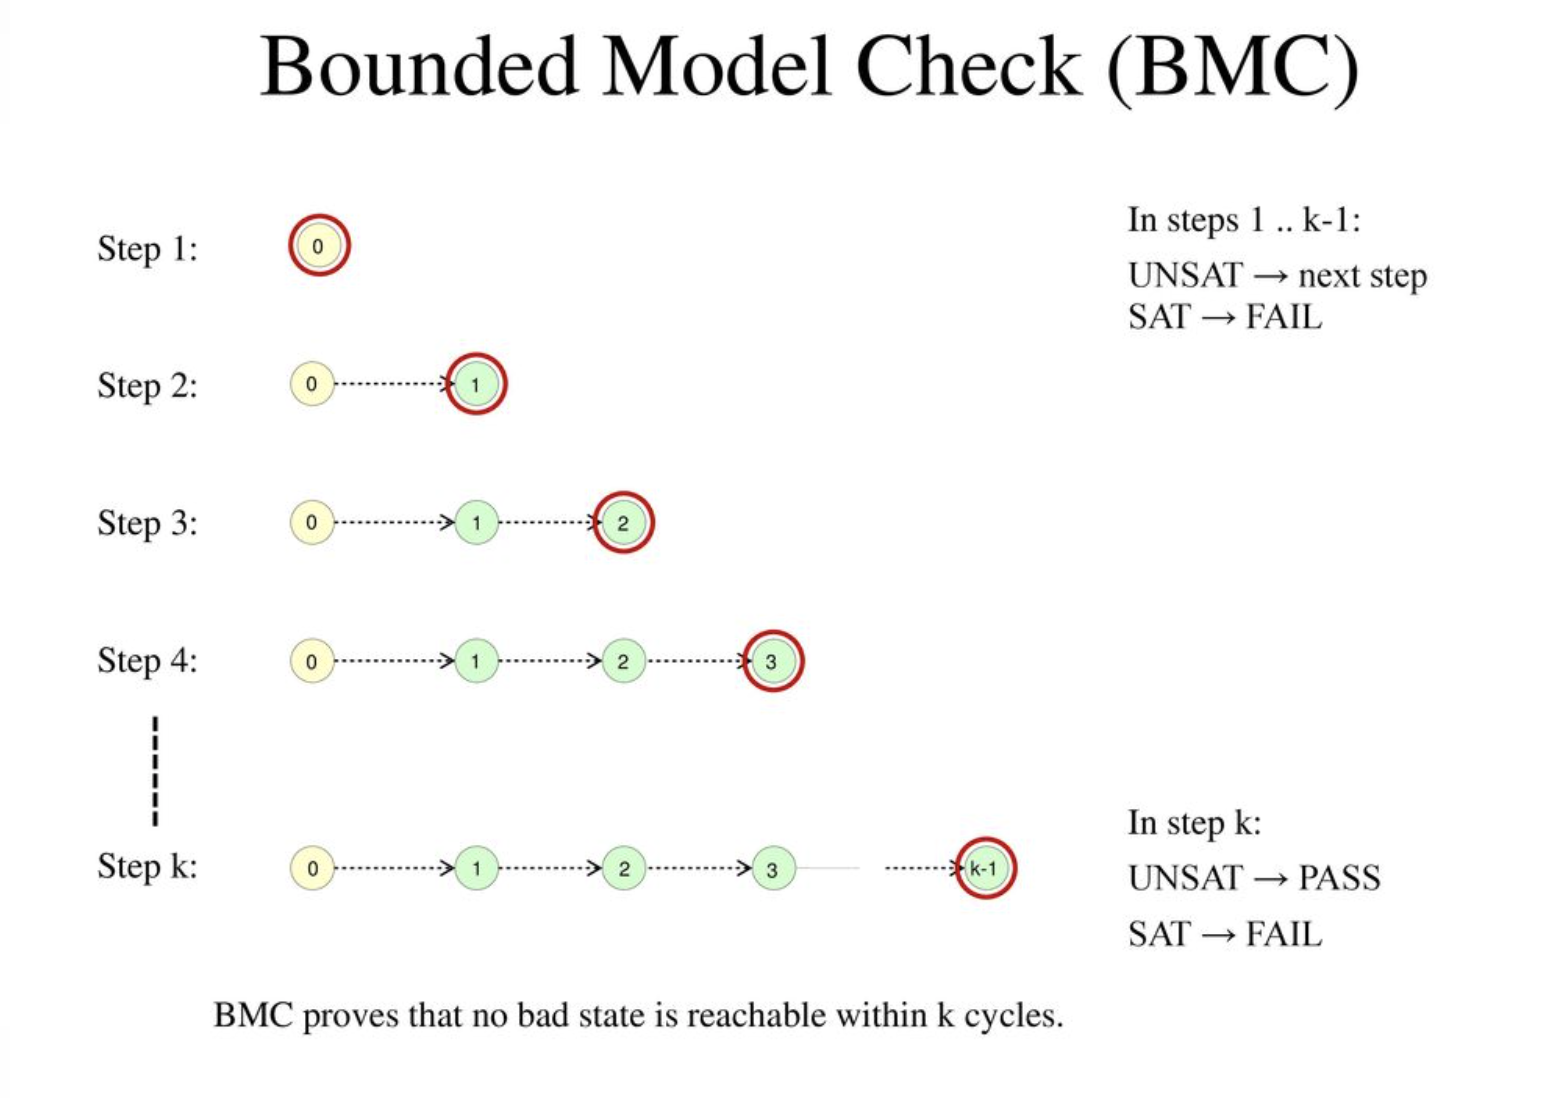 Bounded Model Check (BMC)
Step 1:
0
In steps 1 .. k-1:
UNSAT → next step
SAT → FAIL
Step 2:
0 1
Step 3:
0 1 2
Step 4:
0 1 2 3
Step k:
0 1 2 3 k-1
In step k:
UNSAT → PASS
SAT → FAIL
BMC proves that no bad state is reachable within k cycles.